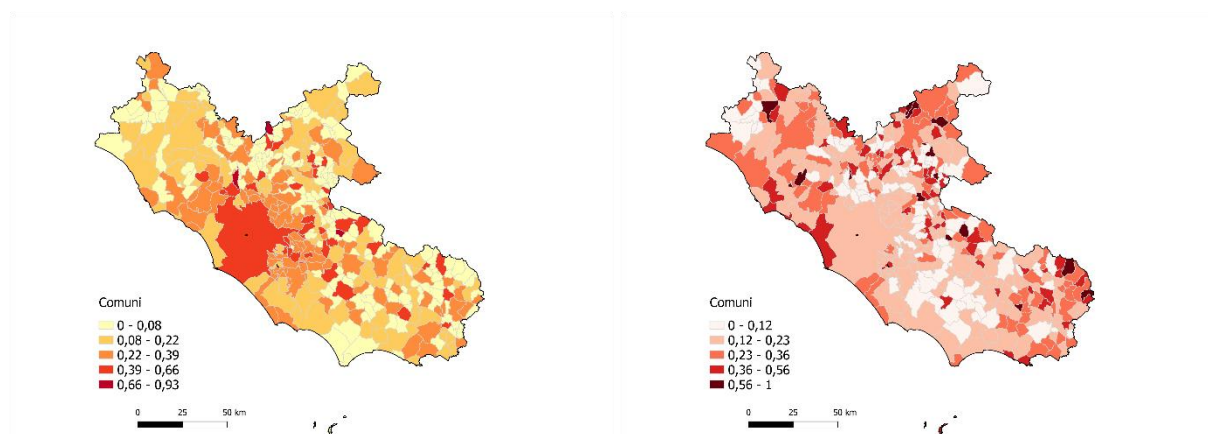 Comuni
0 - 0,08
0,08 - 0,22
0,22 - 0,39
0,39 - 0,66
0,66 - 0,93
0 25 50 km
Comuni
0 - 0,12
0,12 - 0,23
0,23 - 0,36
0,36 - 0,56
0,56 - 1
0 25 50 km